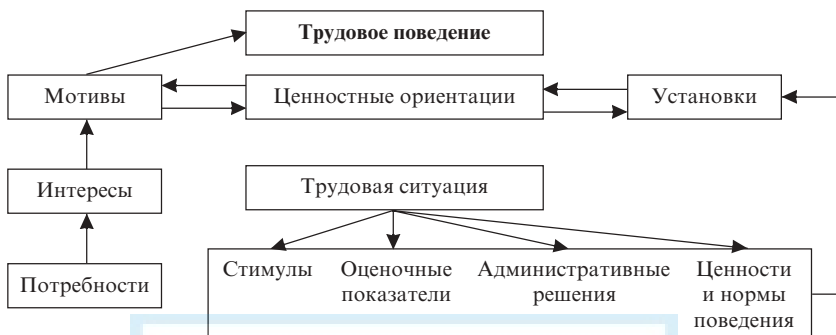 Трудовое поведение
Мотивы
Ценностные ориентации
Установки
Интересы
Трудовая ситуация
Потребности
Стимулы
Оценочные
показатели
Административные
решения
Ценности
и нормы
поведения